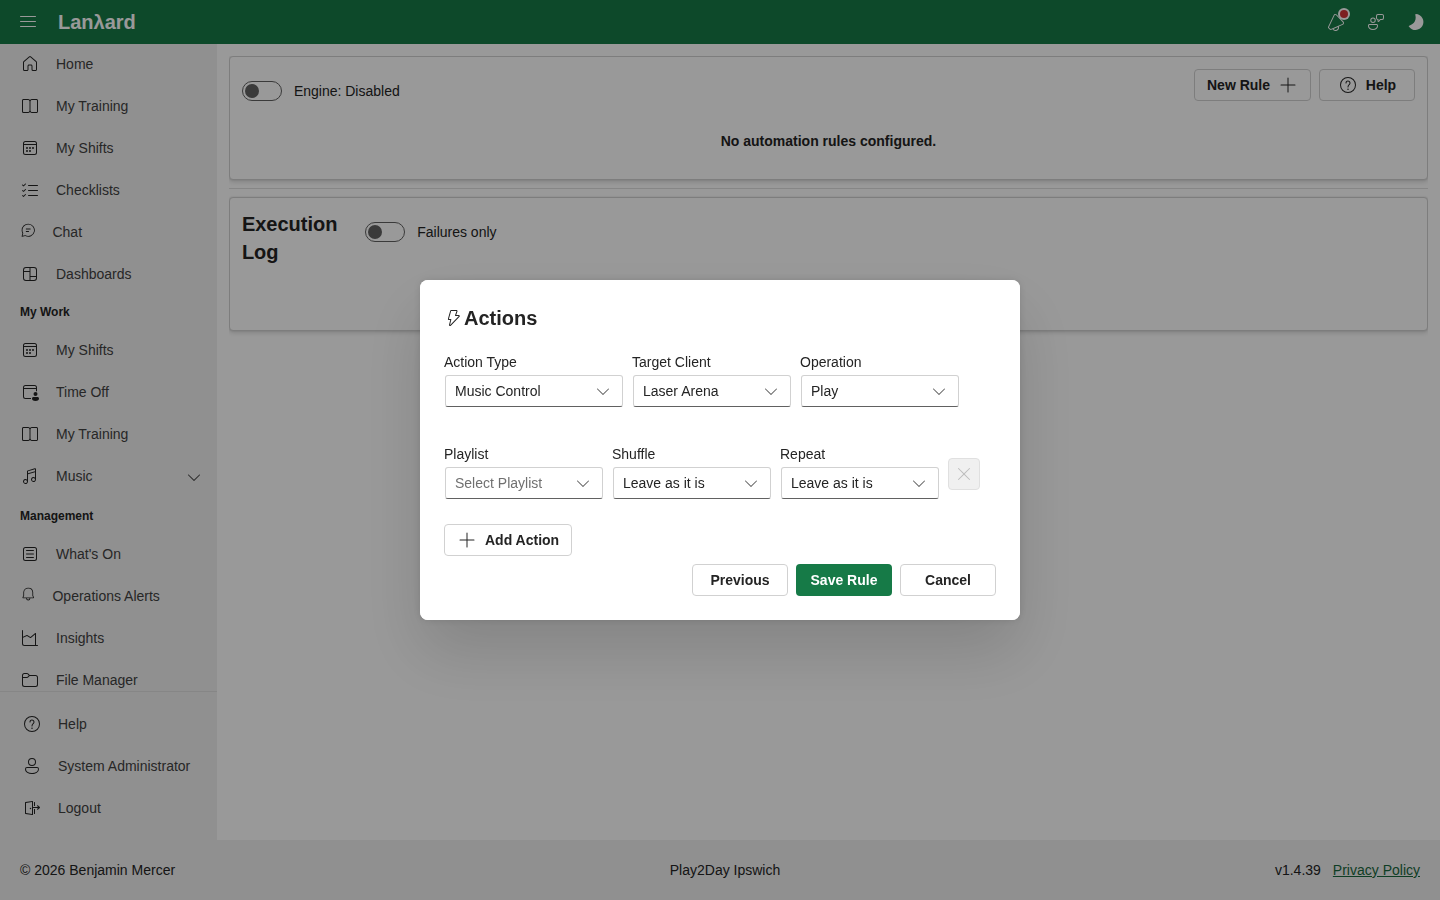 Lanλard
Home
My Training
My Shifts
Checklists
Chat
Dashboards
My Work
My Shifts
Time Off
My Training
Music
Management
What's On
Operations Alerts
Insights
File Manager
Help
System Administrator
Logout
Engine: Disabled
New Rule
Help
No automation rules configured.
Execution
Log
Failures only
Actions
Action Type
Target Client
Operation
Music Control
Laser Arena
Play
Playlist
Shuffle
Repeat
Select Playlist
Leave as it is
Leave as it is
Add Action
Previous
Save Rule
Cancel
© 2026 Benjamin Mercer
Play2Day Ipswich
v1.4.39
Privacy Policy